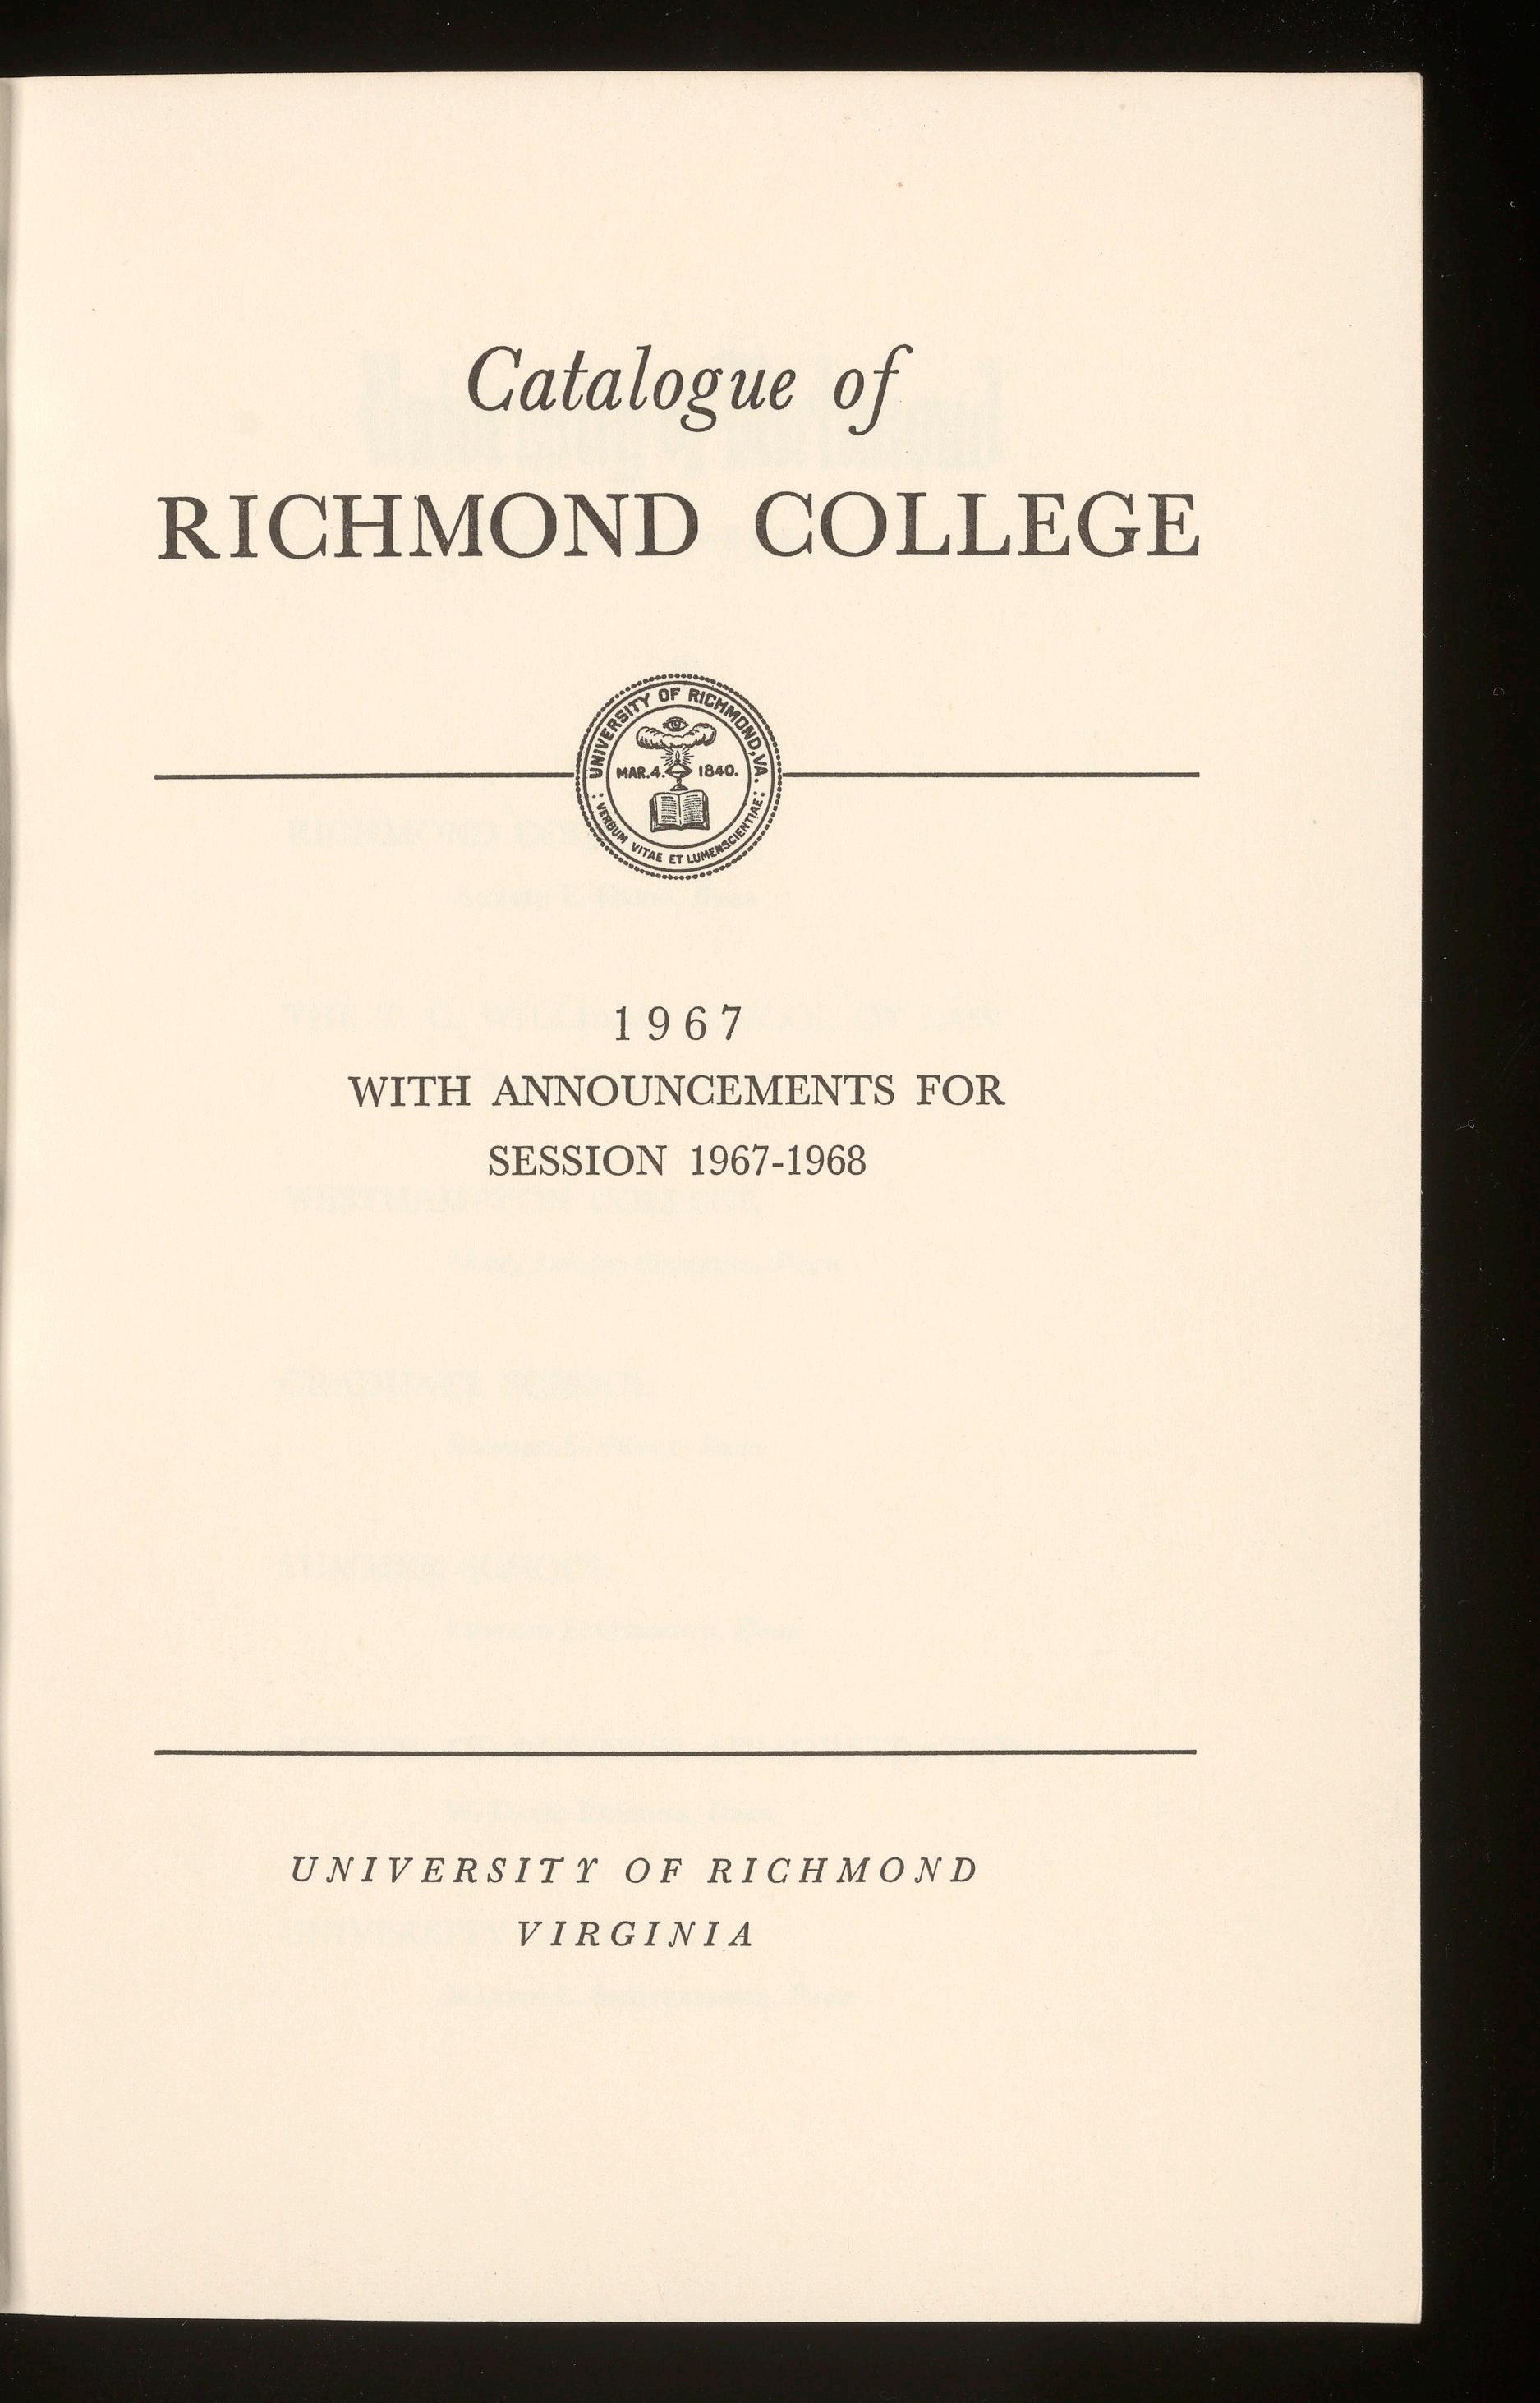 Catalogue of
RICHMOND COLLEGE
UNIVERSITY OF RICHMOND, VA.
MAR. 4. 1840.
: VERBUM VITAE ET LUMEN SCIENTIAE :
1967
WITH ANNOUNCEMENTS FOR
SESSION 1967-1968
UNIVERSITY OF RICHMOND
VIRGINIA